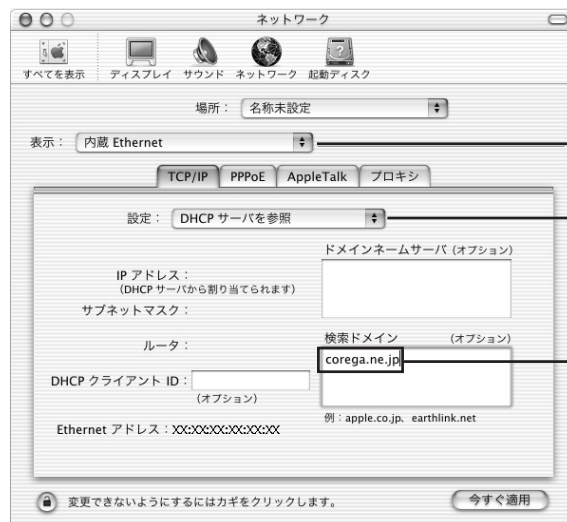 ネットワーク
すべてを表示 ディスプレイ サウンド ネットワーク 起動ディスク
場所： 名称未設定
表示： 内蔵 Ethernet
TCP/IP PPPoE AppleTalk プロキシ
設定： DHCP サーバを参照
ドメインネームサーバ (オプション)
IP アドレス：
(DHCP サーバから割り当てられます)
サブネットマスク：
ルータ：
検索ドメイン (オプション)
corega.ne.jp
DHCP クライアント ID：
(オプション)
例：apple.co.jp、earthlink.net
Ethernet アドレス：XX:XX:XX:XX:XX:XX
変更できないようにするにはカギをクリックします。
今すぐ適用